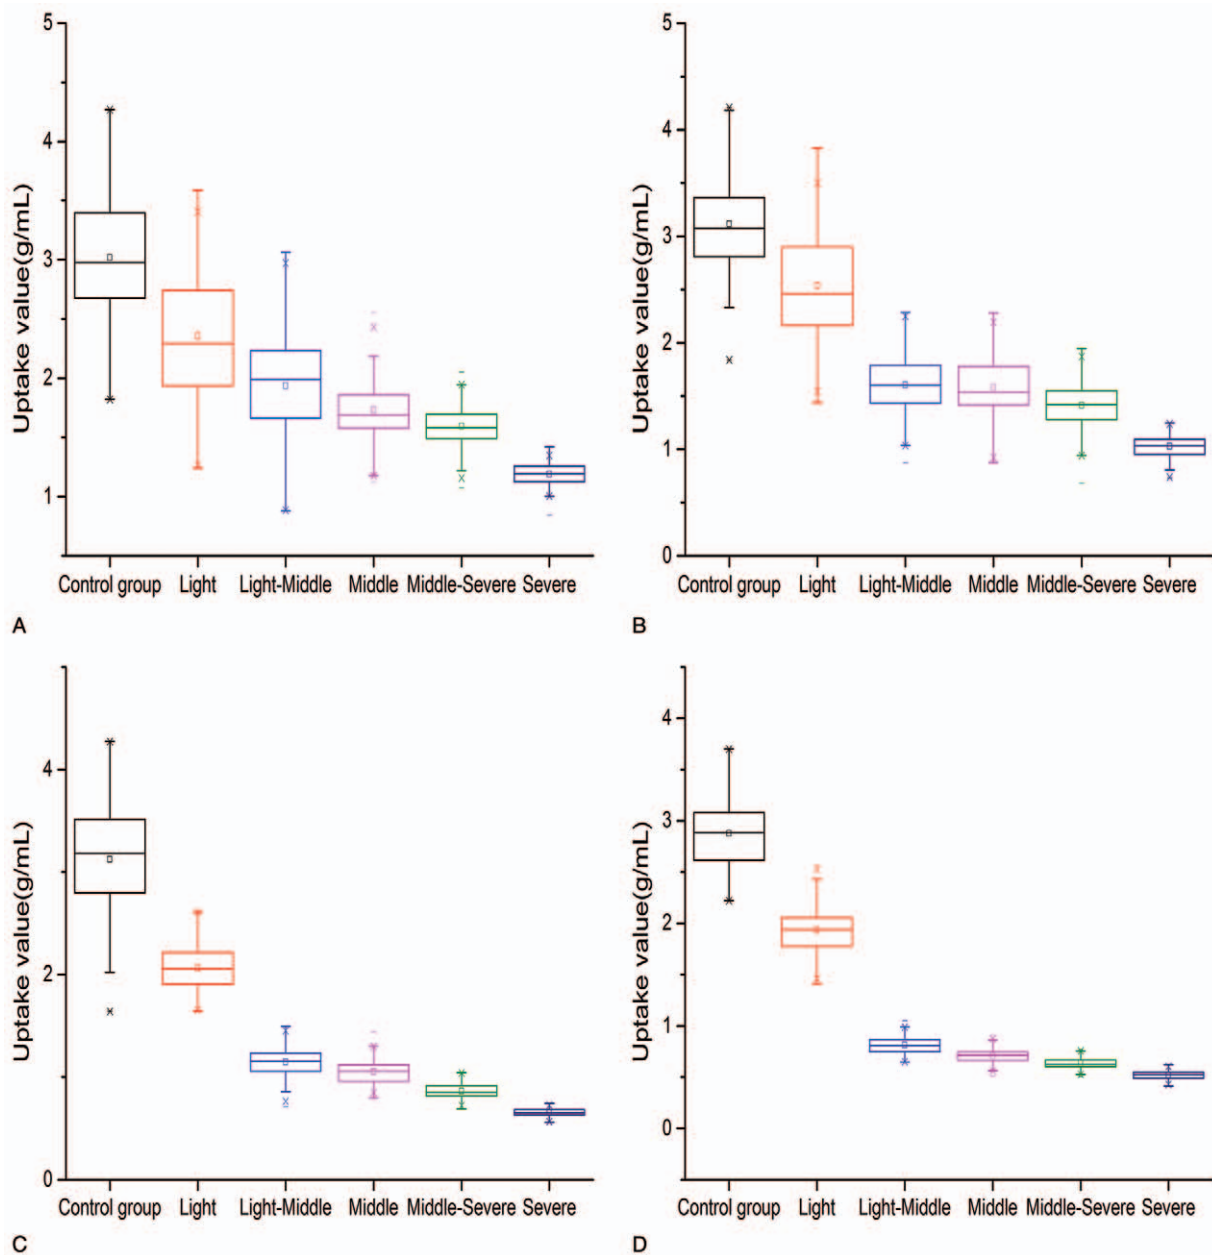 5
4
3
2
1
Uptake value(g/mL)
Control group Light Light-Middle Middle Middle-Severe Severe
A
5
4
3
2
1
0
Uptake value(g/mL)
Control group Light Light-Middle Middle Middle-Severe Severe
B
4
2
0
Uptake value(g/mL)
Control group Light Light-Middle Middle Middle-Severe Severe
C
4
3
2
1
0
Uptake value(g/mL)
Control group Light Light-Middle Middle Middle-Severe Severe
D